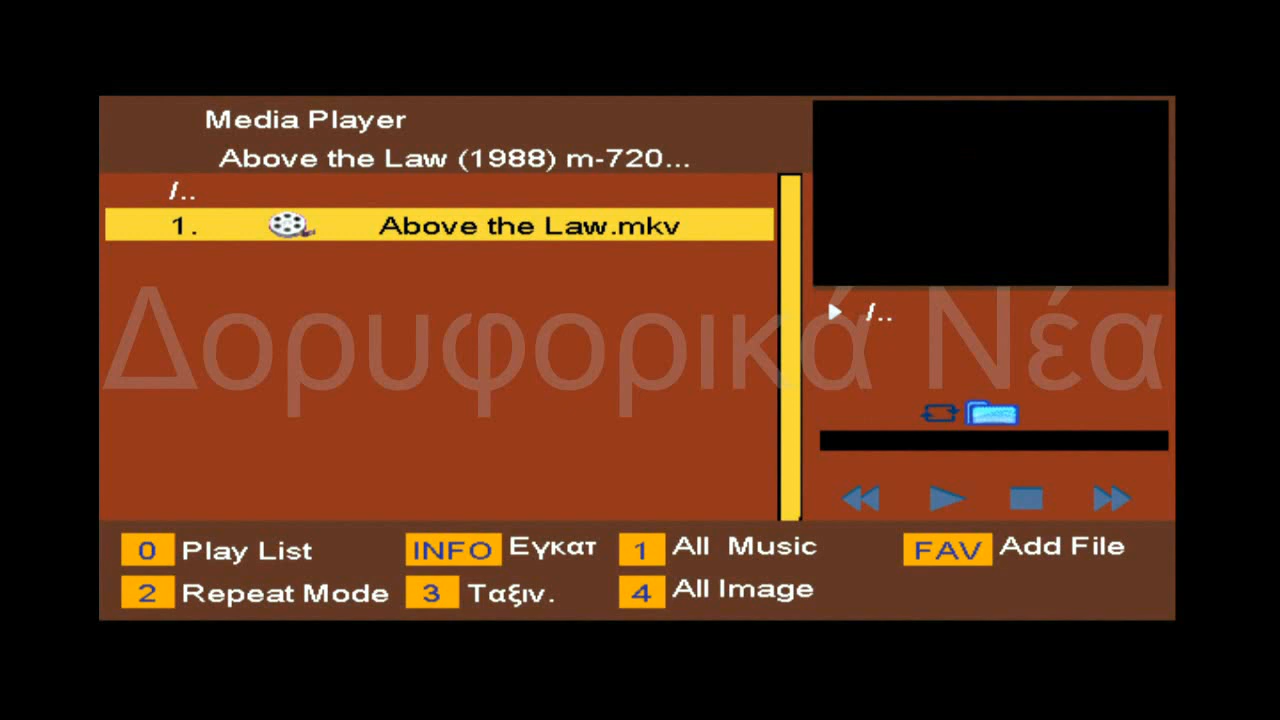 Media Player
Above the Law (1988) m-720...
/..
1. Above the Law.mkv
/..
Δορυφορικά Νέα
0 Play List INFO Εγκατ 1 All Music FAV Add File
2 Repeat Mode 3 Ταξιν. 4 All Image